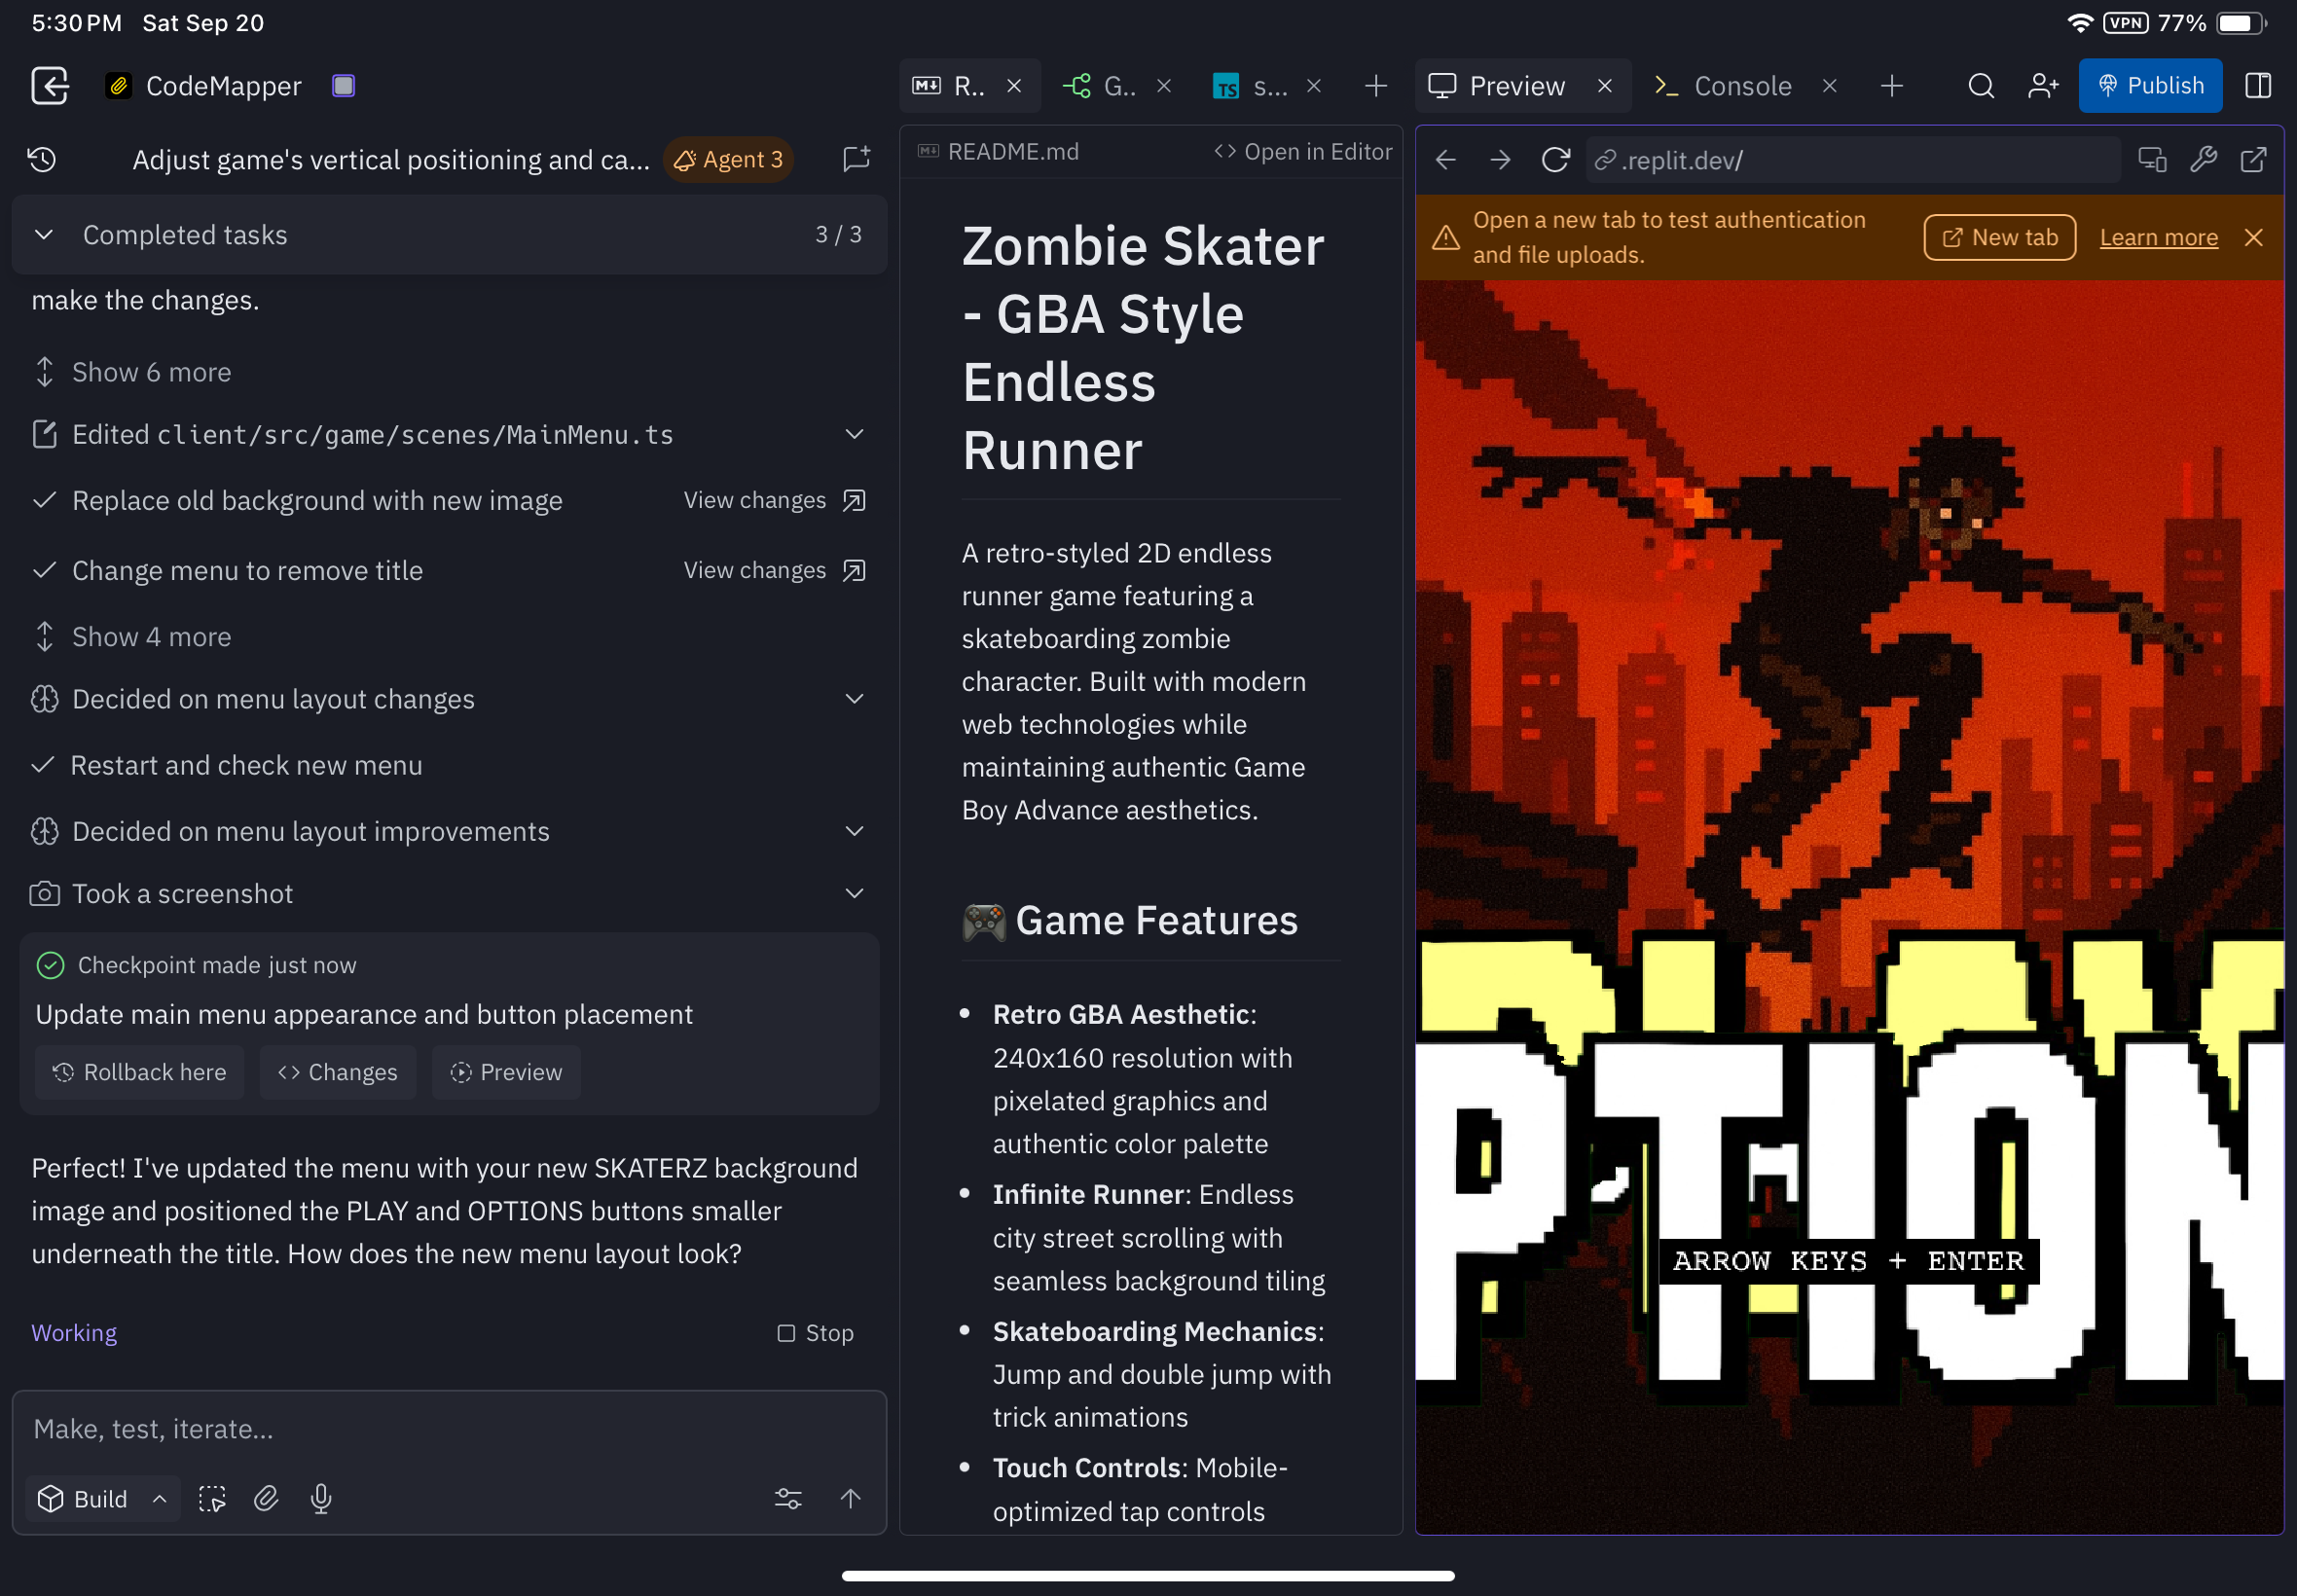 5:30 PM Sat Sep 20
VPN 77%
CodeMapper
R..
G..
s...
Preview
Console
Publish
Adjust game's vertical positioning and ca...
Agent 3
Completed tasks
3 / 3
make the changes.
Show 6 more
Edited client/src/game/scenes/MainMenu.ts
Replace old background with new image
View changes
Change menu to remove title
View changes
Show 4 more
Decided on menu layout changes
Restart and check new menu
Decided on menu layout improvements
Took a screenshot
Checkpoint made just now
Update main menu appearance and button placement
Rollback here
Changes
Preview
Perfect! I've updated the menu with your new SKATERZ background
image and positioned the PLAY and OPTIONS buttons smaller
underneath the title. How does the new menu layout look?
Working
Stop
Make, test, iterate...
Build
README.md
Open in Editor
Zombie Skater
- GBA Style
Endless
Runner
A retro-styled 2D endless
runner game featuring a
skateboarding zombie
character. Built with modern
web technologies while
maintaining authentic Game
Boy Advance aesthetics.
Game Features
• Retro GBA Aesthetic:
240x160 resolution with
pixelated graphics and
authentic color palette
• Infinite Runner: Endless
city street scrolling with
seamless background tiling
• Skateboarding Mechanics:
Jump and double jump with
trick animations
• Touch Controls: Mobile-
optimized tap controls
.replit.dev/
Open a new tab to test authentication
and file uploads.
New tab
Learn more
PTION
ARROW KEYS + ENTER